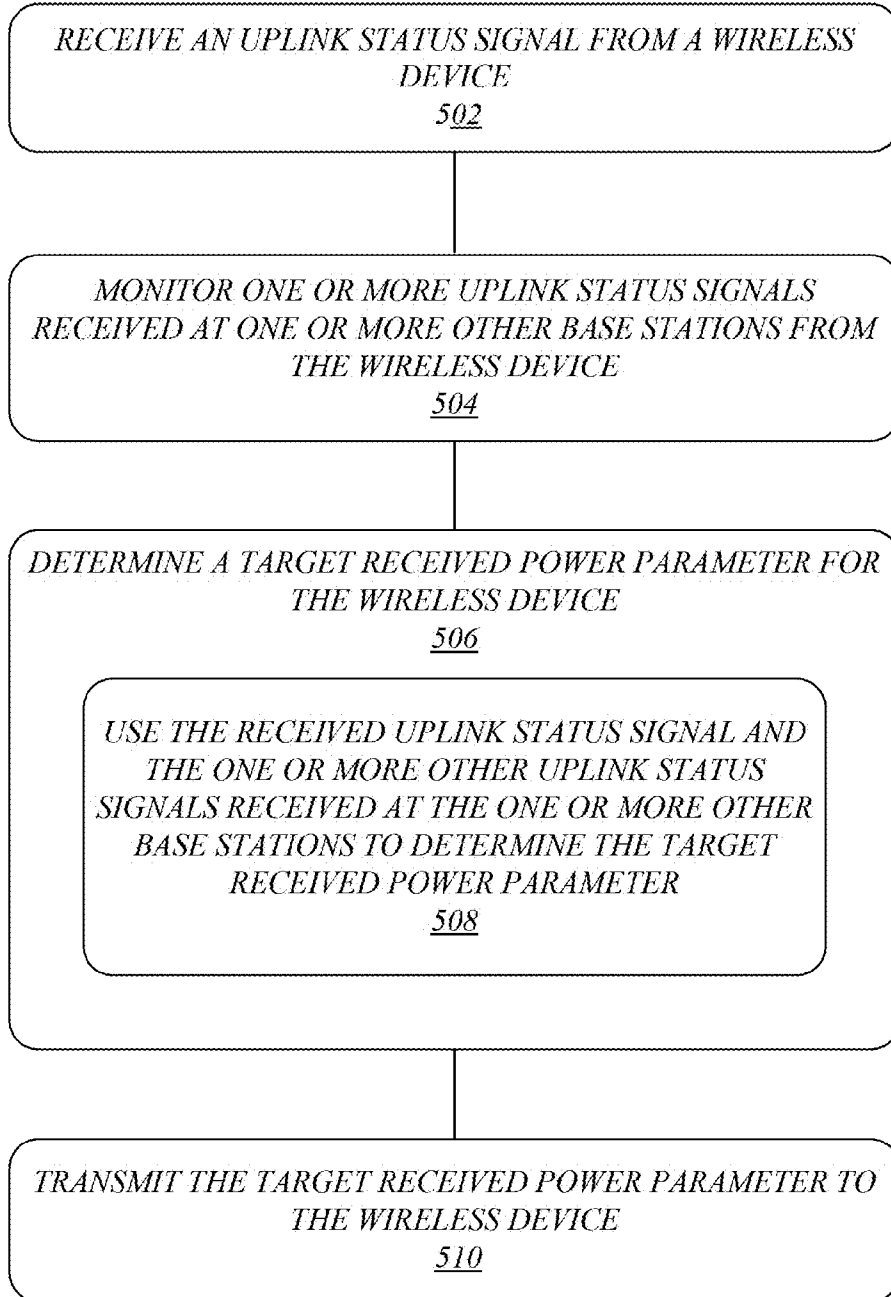 RECEIVE AN UPLINK STATUS SIGNAL FROM A WIRELESS
DEVICE
502
MONITOR ONE OR MORE UPLINK STATUS SIGNALS
RECEIVED AT ONE OR MORE OTHER BASE STATIONS FROM
THE WIRELESS DEVICE
504
DETERMINE A TARGET RECEIVED POWER PARAMETER FOR
THE WIRELESS DEVICE
506
USE THE RECEIVED UPLINK STATUS SIGNAL AND
THE ONE OR MORE OTHER UPLINK STATUS
SIGNALS RECEIVED AT THE ONE OR MORE OTHER
BASE STATIONS TO DETERMINE THE TARGET
RECEIVED POWER PARAMETER
508
TRANSMIT THE TARGET RECEIVED POWER PARAMETER TO
THE WIRELESS DEVICE
510